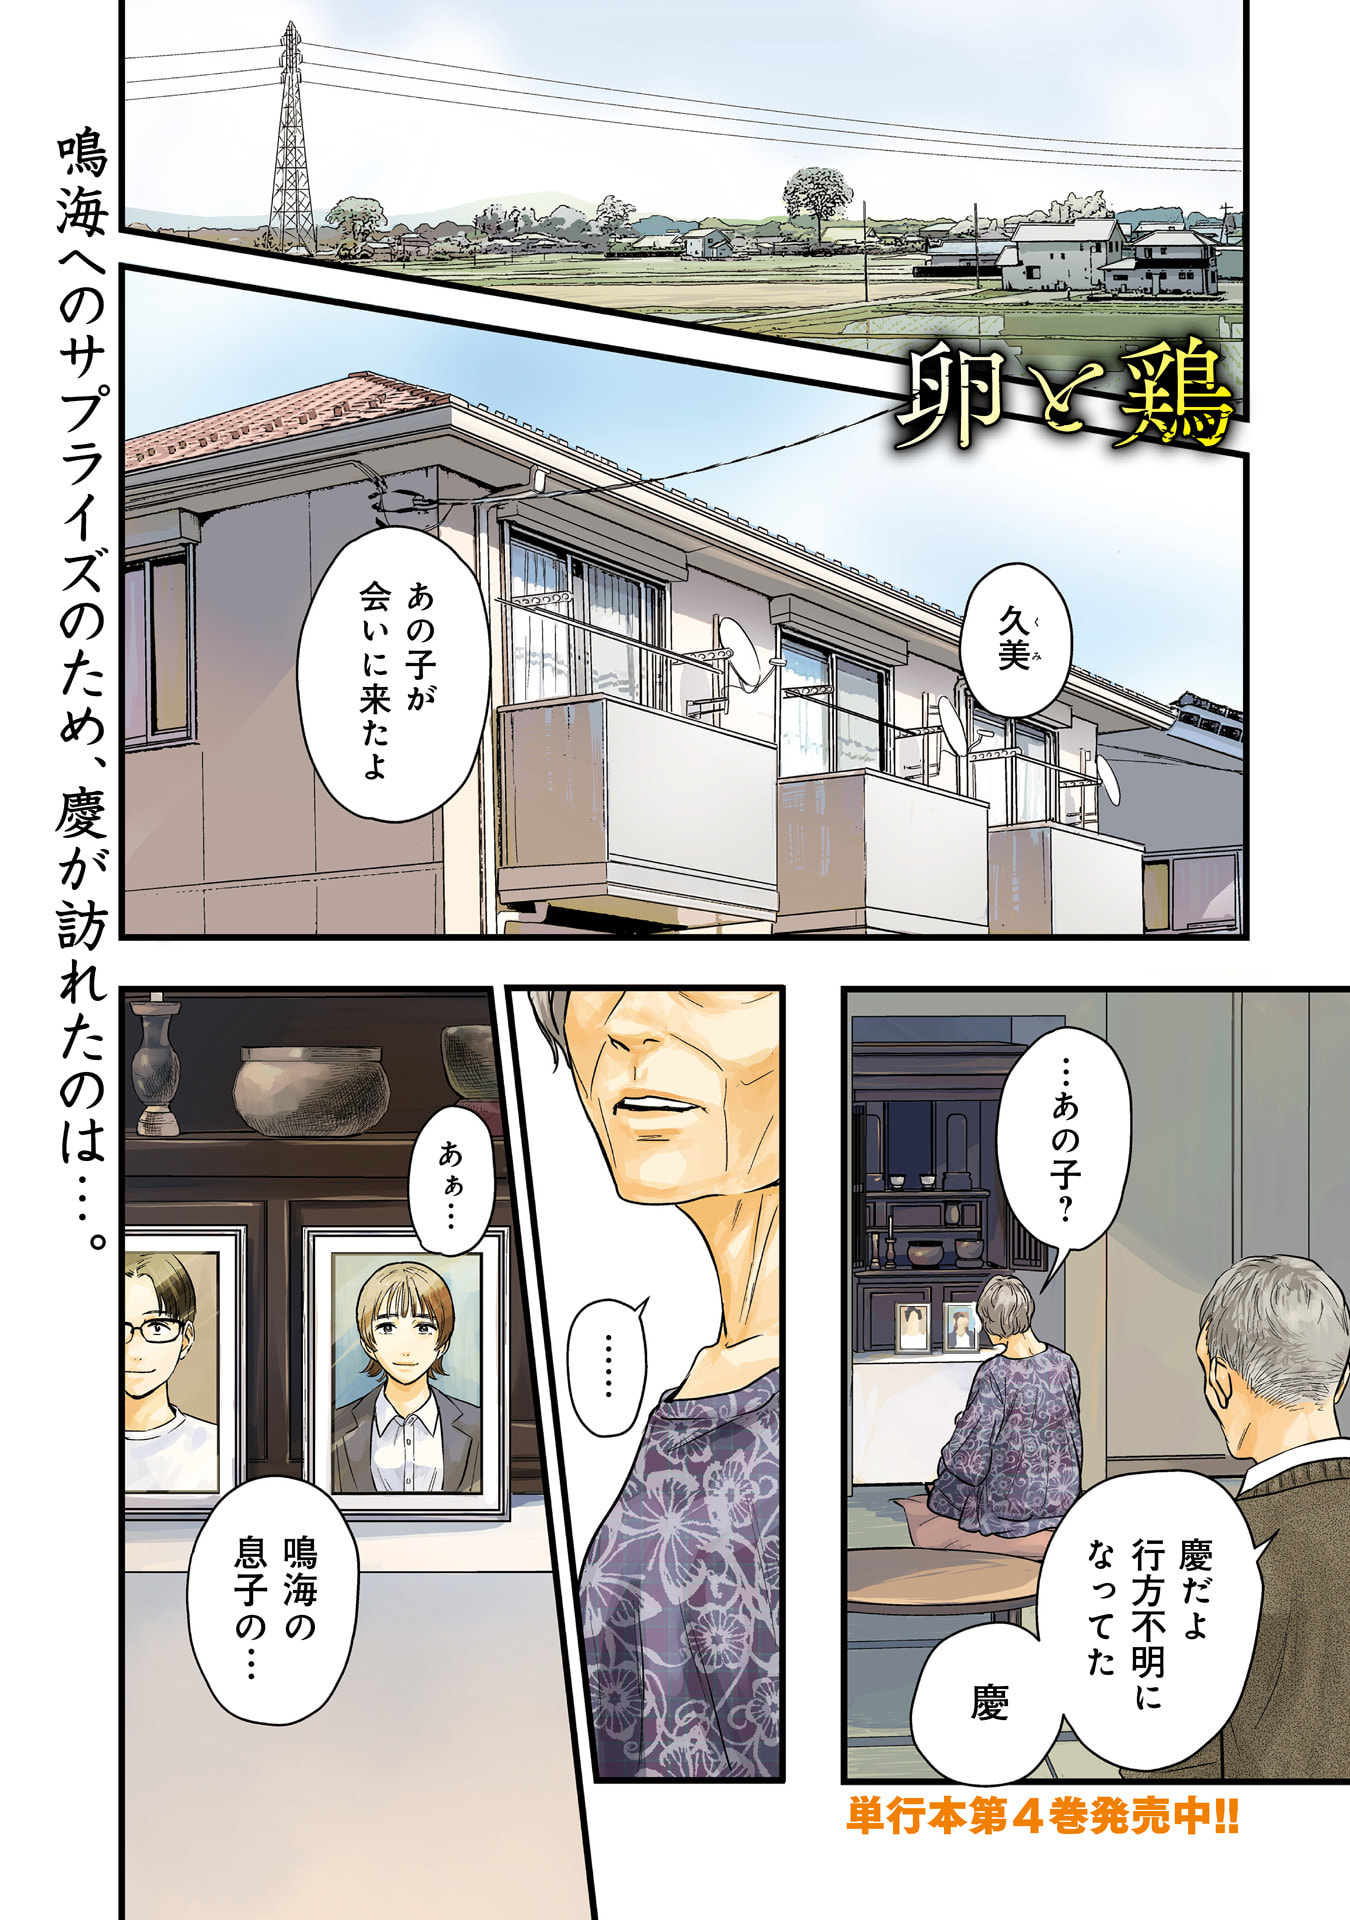 卵と鶏
鳴海へのサプライズのため、慶が訪れたのは…。
久美
くみ
あの子が
会いに来たよ
…あの子?
慶だよ
行方不明に
なってた
慶
……
あぁ…
鳴海の
息子の…
単行本第4巻発売中!!